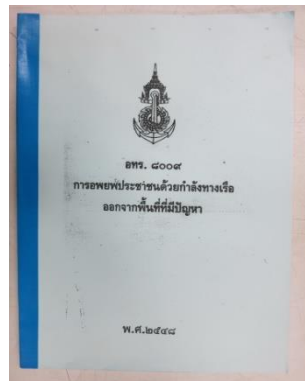 อทร. ๘๐๐๙
การอพยพประชาชนด้วยกำลังทางเรือ
ออกจากพื้นที่ที่มีปัญหา
พ.ศ.๒๕๔๘